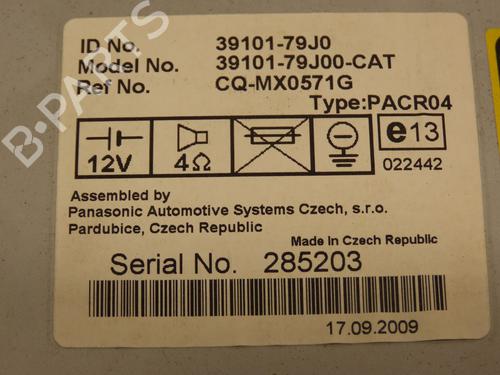 ID No. 39101-79J0
Model No. 39101-79J00-CAT
Ref No. CQ-MX0571G
Type:PACR04
12V 4Ω e13
022442
Assembled by
Panasonic Automotive Systems Czech, s.r.o.
Pardubice, Czech Republic
Made in Czech Republic
Serial No. 285203
17.09.2009
B-PARTS